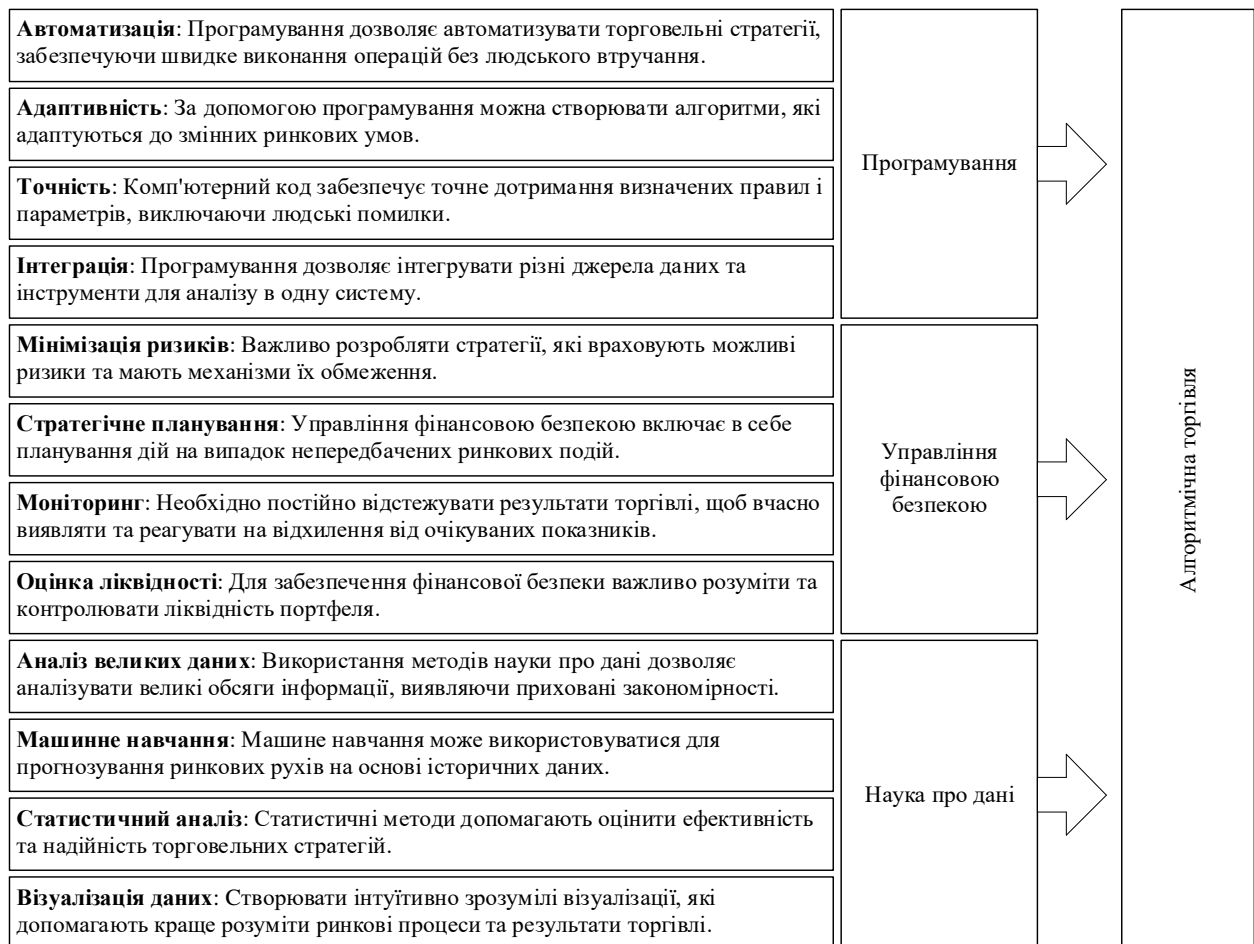 Автоматизація: Програмування дозволяє автоматизувати торговельні стратегії,
забезпечуючи швидке виконання операцій без людського втручання.
Адаптивність: За допомогою програмування можна створювати алгоритми, які
адаптуються до змінних ринкових умов.
Точність: Комп'ютерний код забезпечує точне дотримання визначених правил і
параметрів, виключаючи людські помилки.
Інтеграція: Програмування дозволяє інтегрувати різні джерела даних та
інструменти для аналізу в одну систему.
Програмування
Мінімізація ризиків: Важливо розробляти стратегії, які враховують можливі
ризики та мають механізми їх обмеження.
Стратегічне планування: Управління фінансовою безпекою включає в себе
планування дій на випадок непередбачених ринкових подій.
Моніторинг: Необхідно постійно відстежувати результати торгівлі, щоб вчасно
виявляти та реагувати на відхилення від очікуваних показників.
Оцінка ліквідності: Для забезпечення фінансової безпеки важливо розуміти та
контролювати ліквідність портфеля.
Управління
фінансовою
безпекою
Аналіз великих даних: Використання методів науки про дані дозволяє
аналізувати великі обсяги інформації, виявляючи приховані закономірності.
Машинне навчання: Машине навчання може використовуватися для
прогнозування ринкових рухів на основі історичних даних.
Статистичний аналіз: Статистичні методи допомагають оцінити ефективність
та надійність торговельних стратегій.
Візуалізація даних: Створювати інтуїтивно зрозумілі візуалізації, які
допомагають краще розуміти ринкові процеси та результати торгівлі.
Наука про дані
Алгоритмічна торгівля